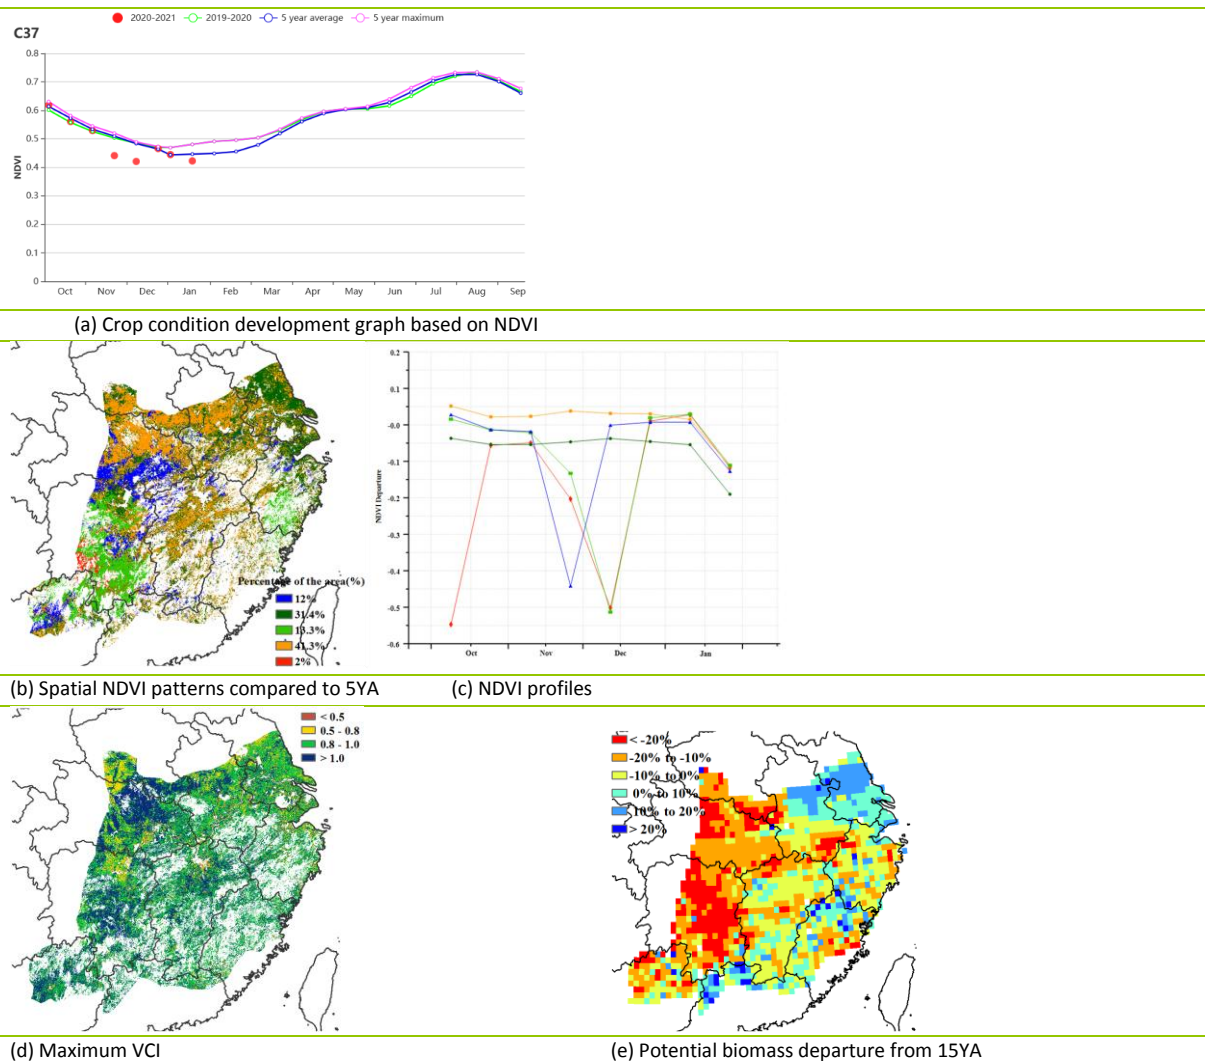 2020-2021 2019-2020 5 year average 5 year maximum
C37
0.8
0.7
0.6
0.5
0.4
0.3
0.2
0.1
0
NDVI
Oct Nov Dec Jan Feb Mar Apr May Jun Jul Aug Sep
(a) Crop condition development graph based on NDVI
Percentage of the area(%)
12%
31.4%
13.3%
41.3%
2%
0.2
0.1
-0.0
-0.1
-0.2
-0.3
-0.4
-0.5
-0.6
NDVI Departure
Oct Nov Dec Jan
(b) Spatial NDVI patterns compared to 5YA (c) NDVI profiles
< 0.5
0.5 - 0.8
0.8 - 1.0
> 1.0
< -20%
-20% to -10%
-10% to 0%
0% to 10%
10% to 20%
> 20%
(d) Maximum VCI (e) Potential biomass departure from 15YA